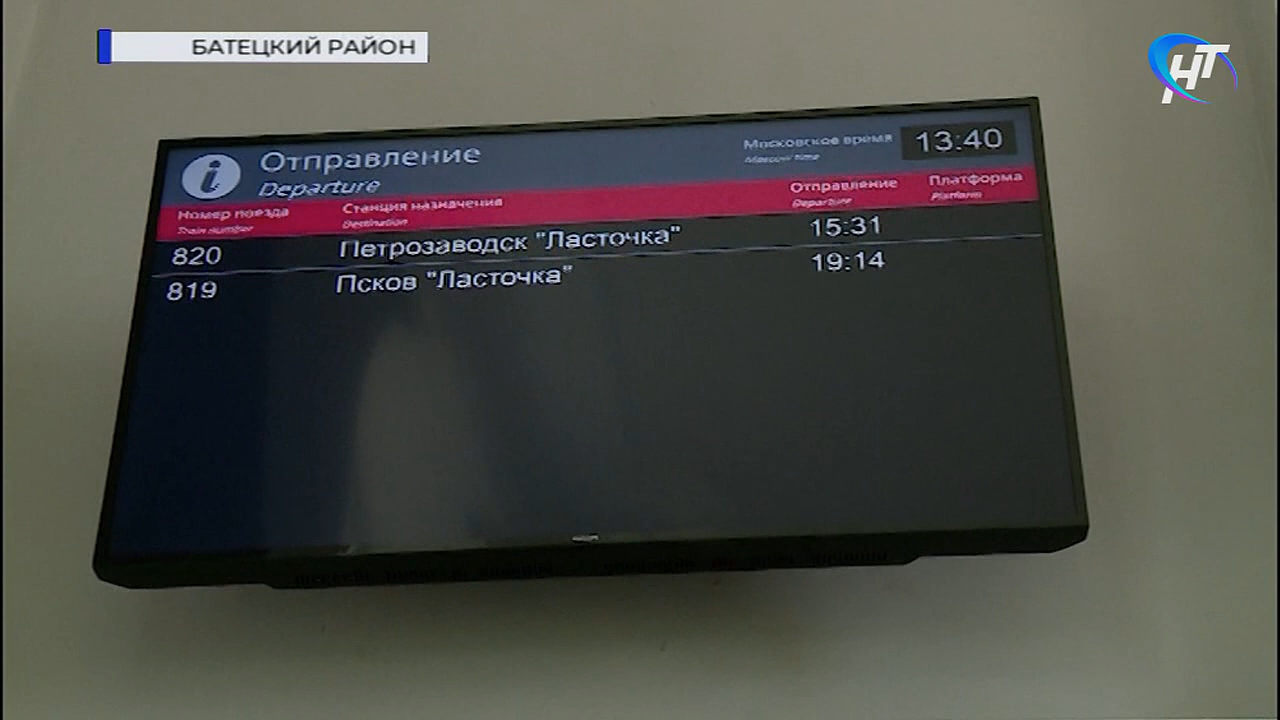 БАТЕЦКИЙ РАЙОН
НТ
Отправление
Departure
Московское время
Moscow time
13:40
Номер поезда
Train number
Станция назначения
Destination
Отправление
Departure
Платформа
Platform
820 Петрозаводск "Ласточка" 15:31
819 Псков "Ласточка" 19:14